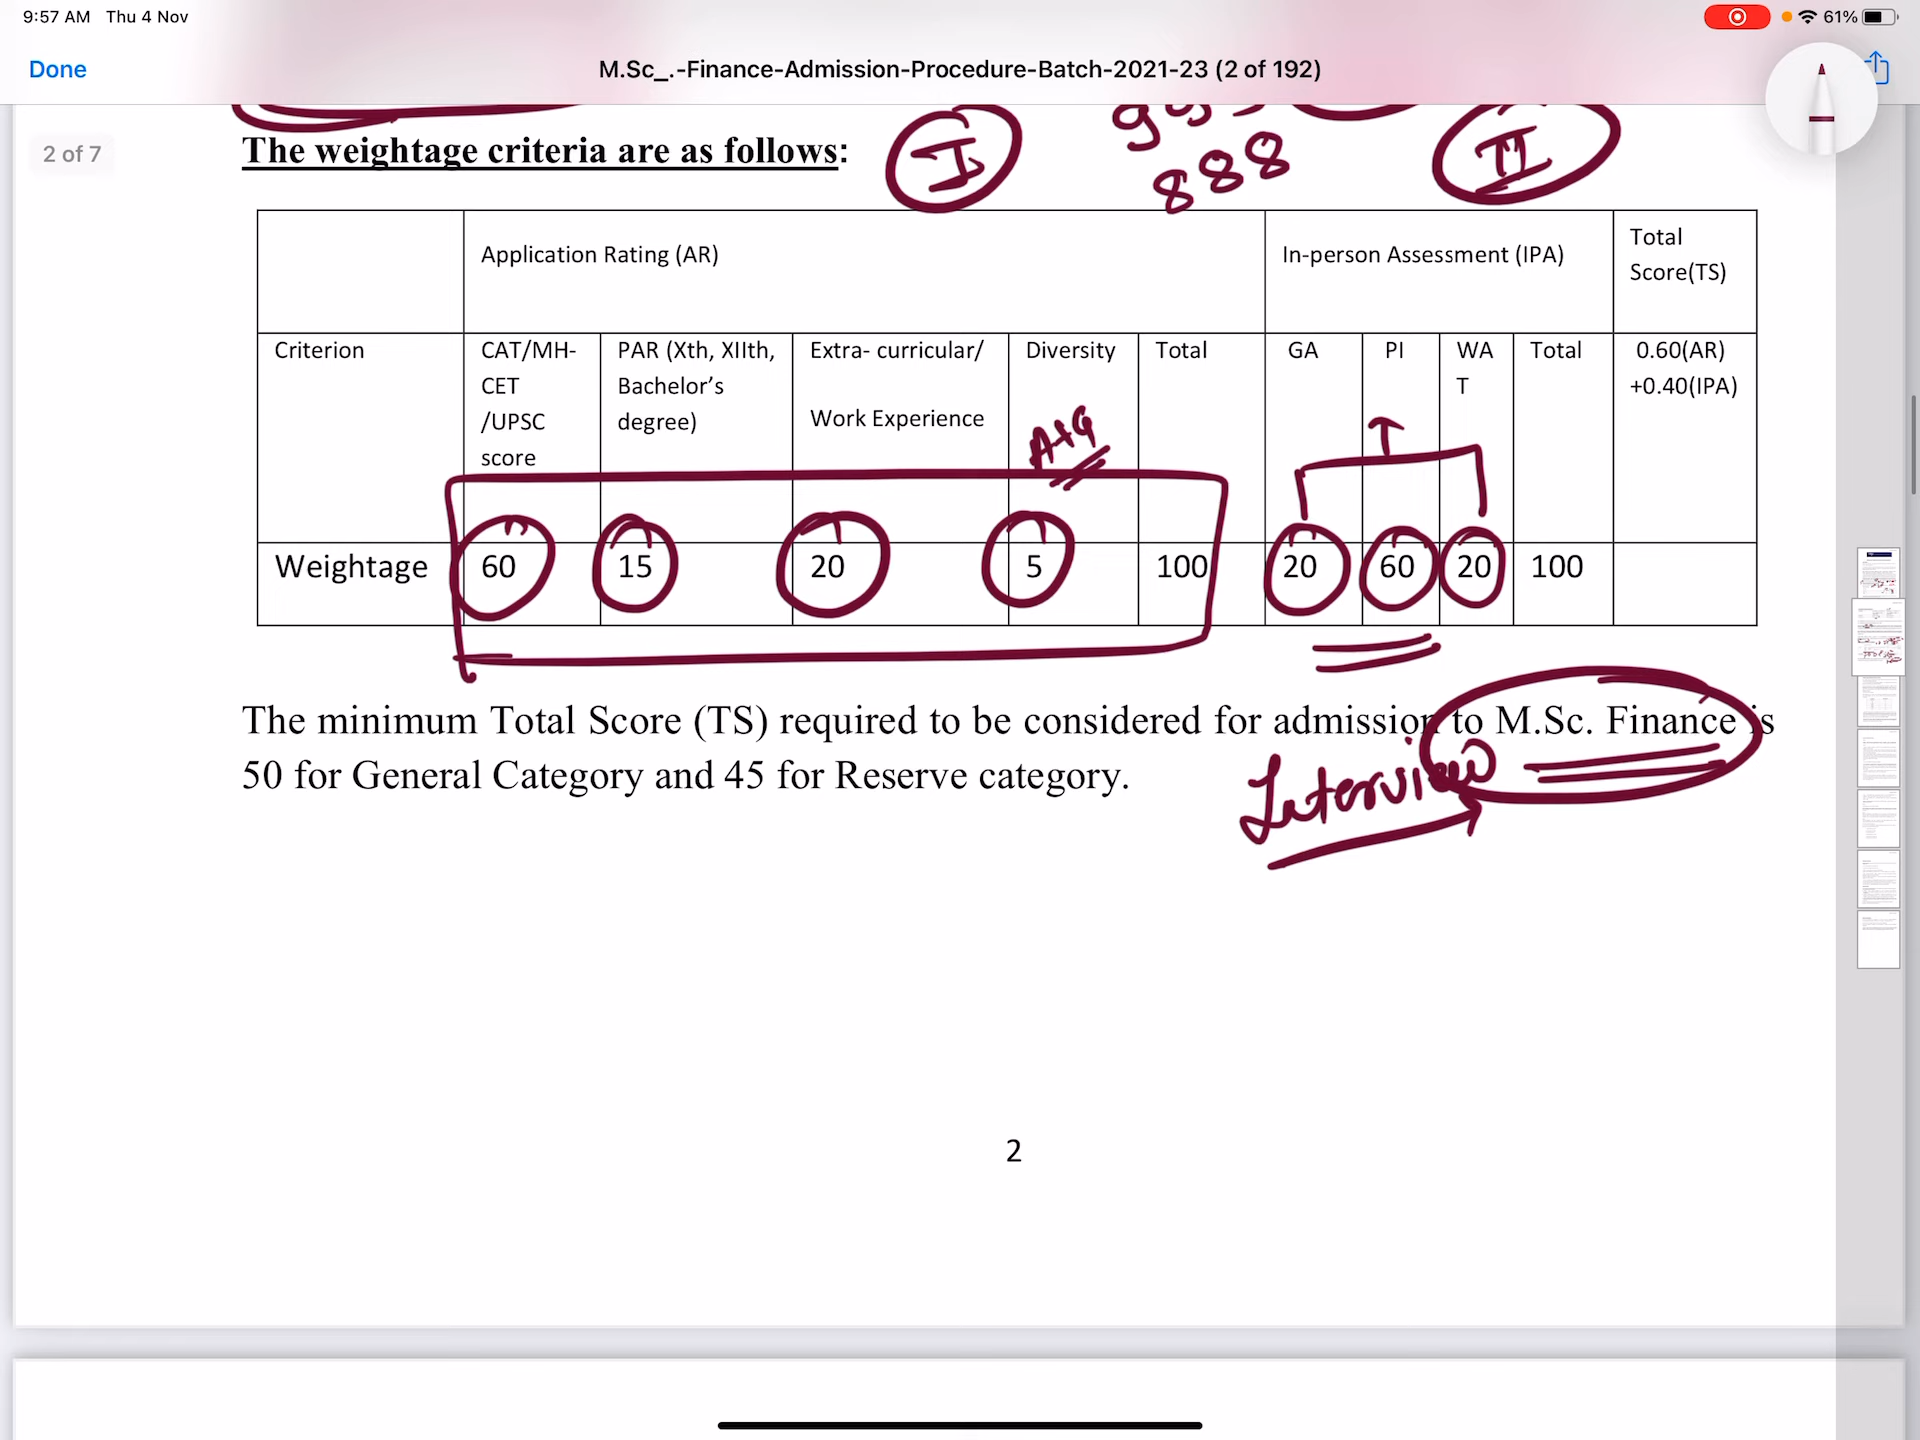 9:57 AM Thu 4 Nov
61%
Done
M.Sc_.-Finance-Admission-Procedure-Batch-2021-23 (2 of 192)
2 of 7
The weightage criteria are as follows:
I
888
II
Application Rating (AR)
In-person Assessment (IPA)
Total
Score(TS)
Criterion
CAT/MH-
CET
/UPSC
score
PAR (Xth, XIIth,
Bachelor's
degree)
Extra- curricular/
Work Experience
Diversity
A+G
Total
GA
PI
WA
T
Total
0.60(AR)
+0.40(IPA)
Weightage 60 15 20 5 100 20 60 20 100
The minimum Total Score (TS) required to be considered for admission to M.Sc. Finance is
50 for General Category and 45 for Reserve category.
Interview
2